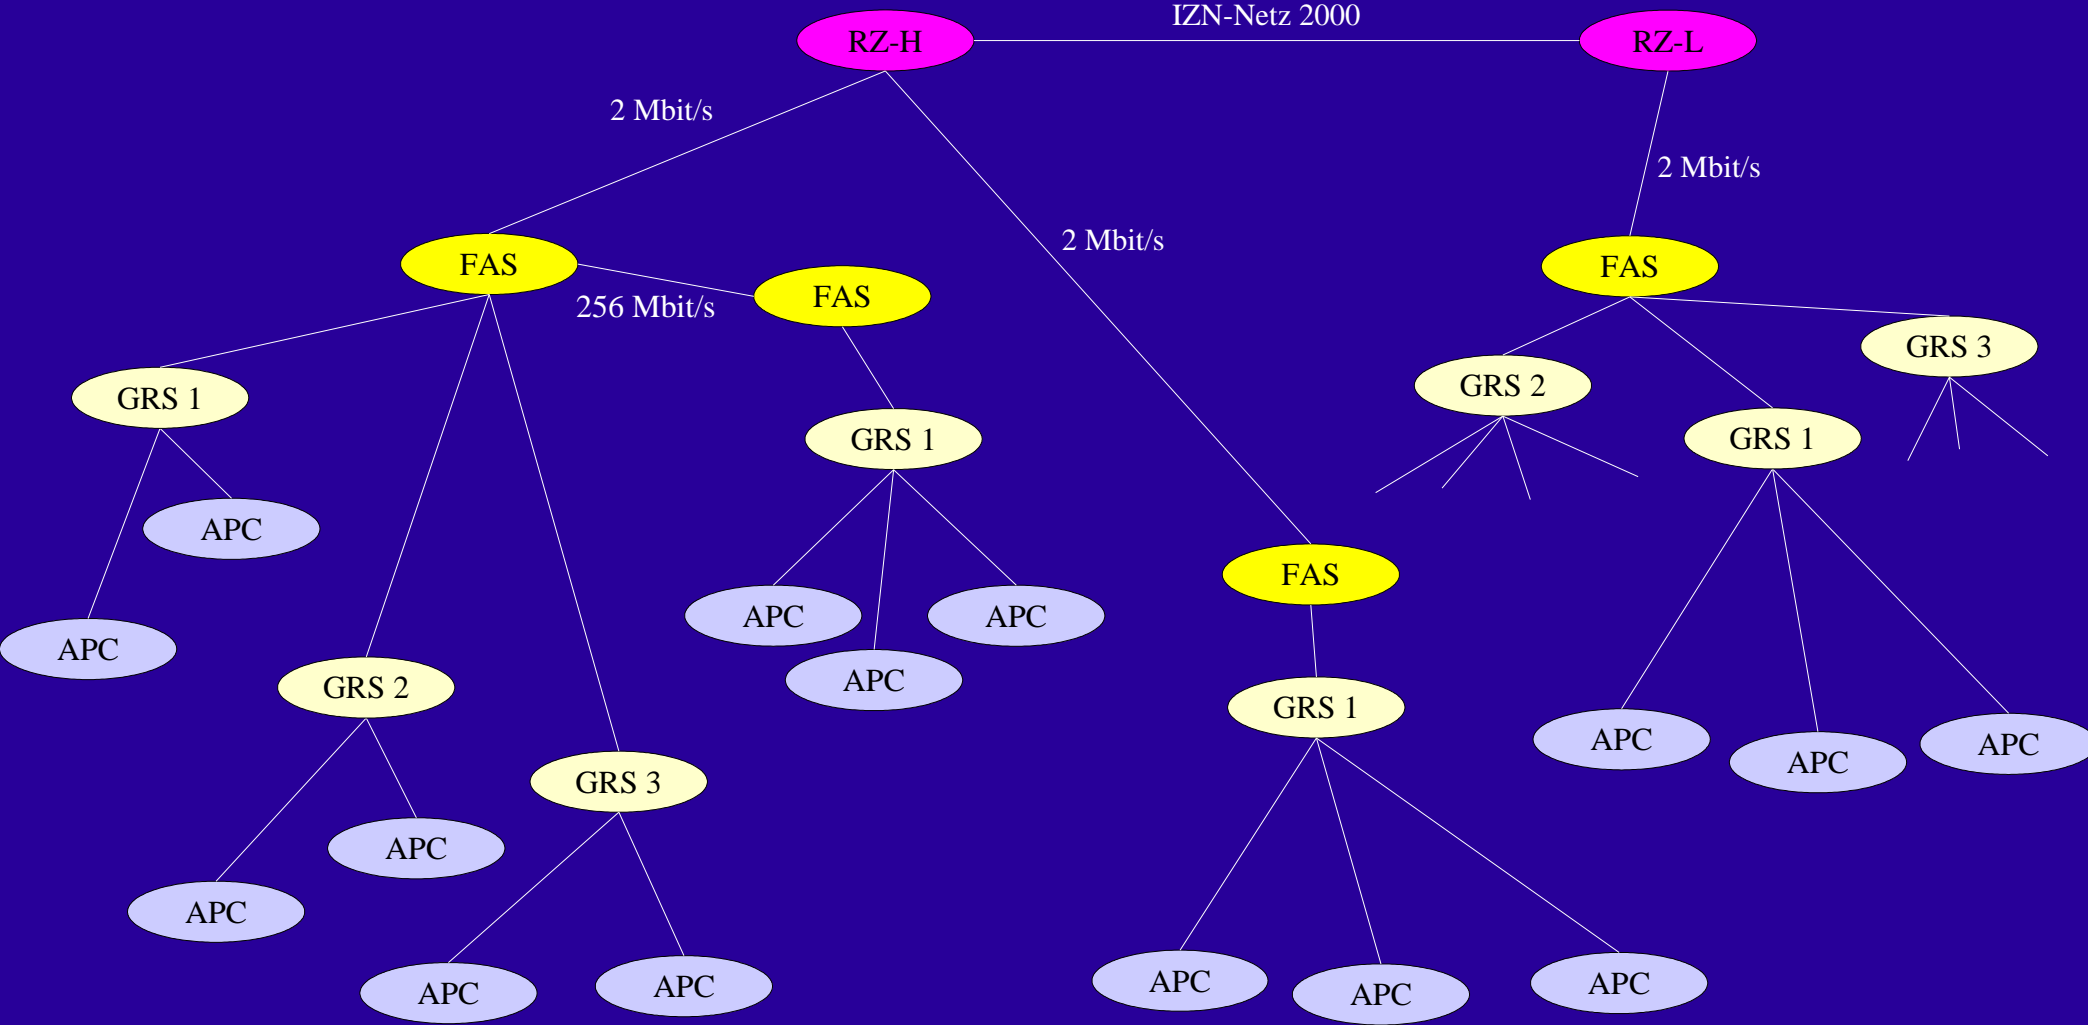 IZN-Netz 2000
RZ-H
RZ-L
2 Mbit/s
2 Mbit/s
2 Mbit/s
FAS
FAS
FAS
256 Mbit/s
GRS 3
GRS 2
GRS 1
GRS 1
GRS 1
APC
FAS
APC
APC
APC
APC
GRS 2
GRS 1
APC
APC
APC
GRS 3
APC
APC
APC
APC
APC
APC
APC